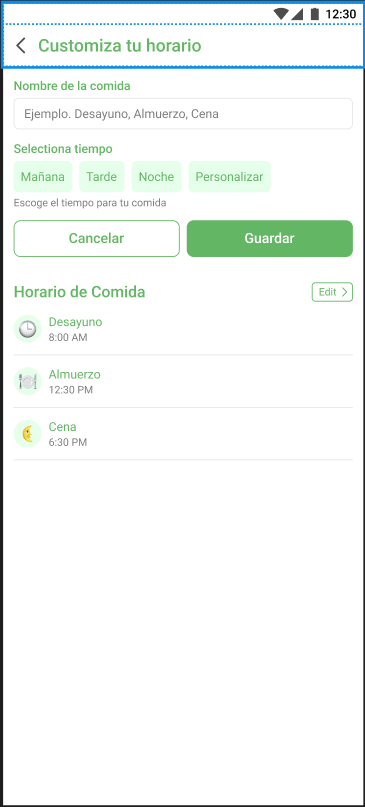 12:30
Customiza tu horario
Nombre de la comida
Ejemplo. Desayuno, Almuerzo, Cena
Selecciona tiempo
Mañana Tarde Noche Personalizar
Escoge el tiempo para tu comida
Cancelar Guardar
Horario de Comida Edit
Desayuno
8:00 AM
Almuerzo
12:30 PM
Cena
6:30 PM